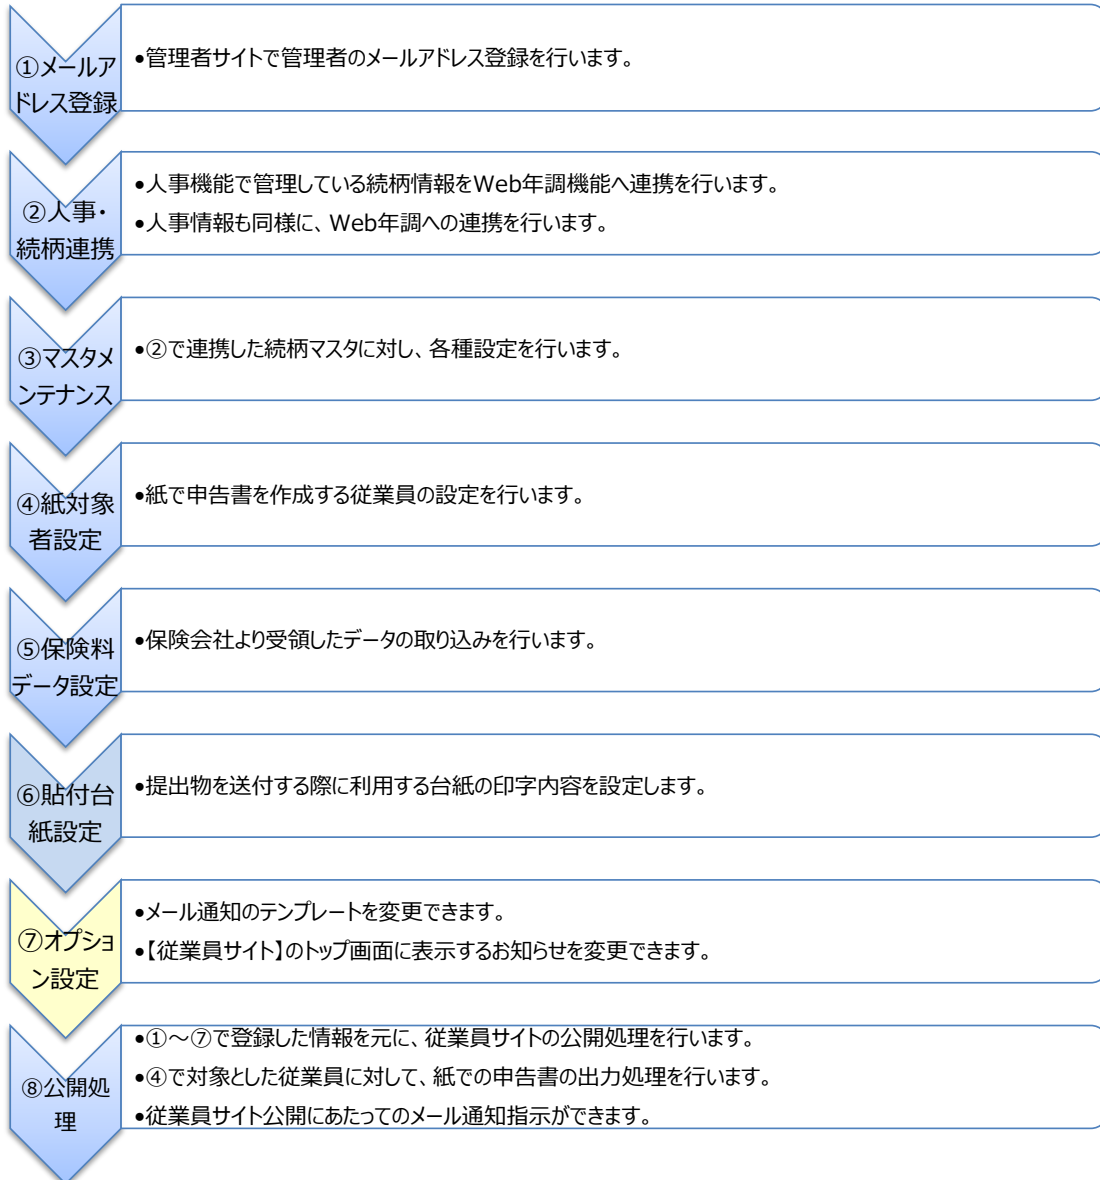 ①メールア
ドレス登録
•管理者サイトで管理者のメールアドレス登録を行います。
②人事・
続柄連携
•人事機能で管理している続柄情報をWeb年調機能へ連携を行います。
•人事情報も同様に、Web年調への連携を行います。
③マスタメ
ンテナンス
•②で連携した続柄マスタに対し、各種設定を行います。
④紙対象
者設定
•紙で申告書を作成する従業員の設定を行います。
⑤保険料
データ設定
•保険会社より受領したデータの取り込みを行います。
⑥貼付台
紙設定
•提出物を送付する際に利用する台紙の印字内容を設定します。
⑦オプショ
ン設定
•メール通知のテンプレートを変更できます。
•【従業員サイト】のトップ画面に表示するお知らせを変更できます。
⑧公開処
理
•①～⑦で登録した情報を元に、従業員サイトの公開処理を行います。
•④で対象とした従業員に対して、紙での申告書の出力処理を行います。
•従業員サイト公開にあたってのメール通知指示ができます。